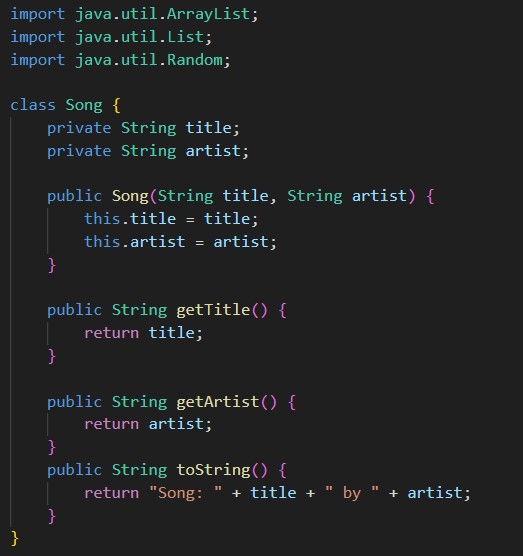 import java.util.ArrayList;
import java.util.List;
import java.util.Random;

class Song {
    private String title;
    private String artist;

    public Song(String title, String artist) {
        this.title = title;
        this.artist = artist;
    }

    public String getTitle() {
        return title;
    }

    public String getArtist() {
        return artist;
    }
    public String toString() {
        return "Song: " + title + " by " + artist;
    }
}